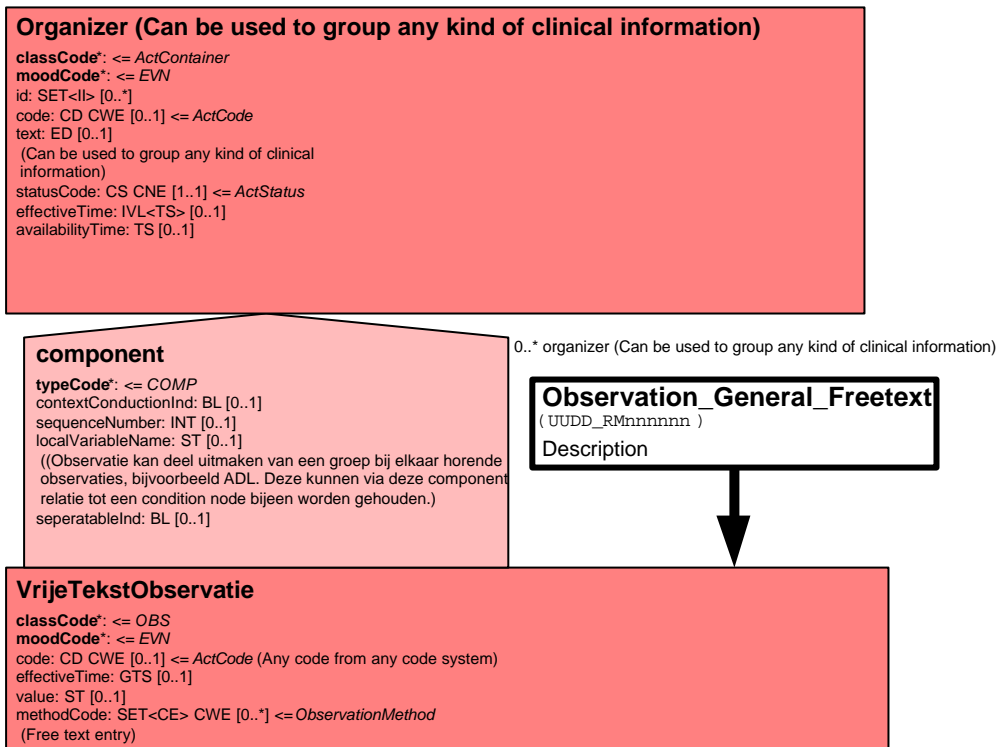 Organizer (Can be used to group any kind of clinical information)
classCode*: <= ActContainer
moodCode*: <= EVN
id: SET<II> [0..*]
code: CD CWE [0..1] <= ActCode
text: ED [0..1]
(Can be used to group any kind of clinical
information)
statusCode: CS CNE [1..1] <= ActStatus
effectiveTime: IVL<TS> [0..1]
availabilityTime: TS [0..1]
component
typeCode*: <= COMP
contextConductionInd: BL [0..1]
sequenceNumber: INT [0..1]
localVariableName: ST [0..1]
((Observatie kan deel uitmaken van een groep bij elkaar horende
observaties, bijvoorbeeld ADL. Deze kunnen via deze component
relatie tot een condition node bijeen worden gehouden.)
seperatableInd: BL [0..1]
0..* organizer (Can be used to group any kind of clinical information)
Observation_General_Freetext
(UUDD_RMnnnnnn )
Description
VrijeTekstObservatie
classCode*: <= OBS
moodCode*: <= EVN
code: CD CWE [0..1] <= ActCode (Any code from any code system)
effectiveTime: GTS [0..1]
value: ST [0..1]
methodCode: SET<CE> CWE [0..*] <= ObservationMethod
(Free text entry)